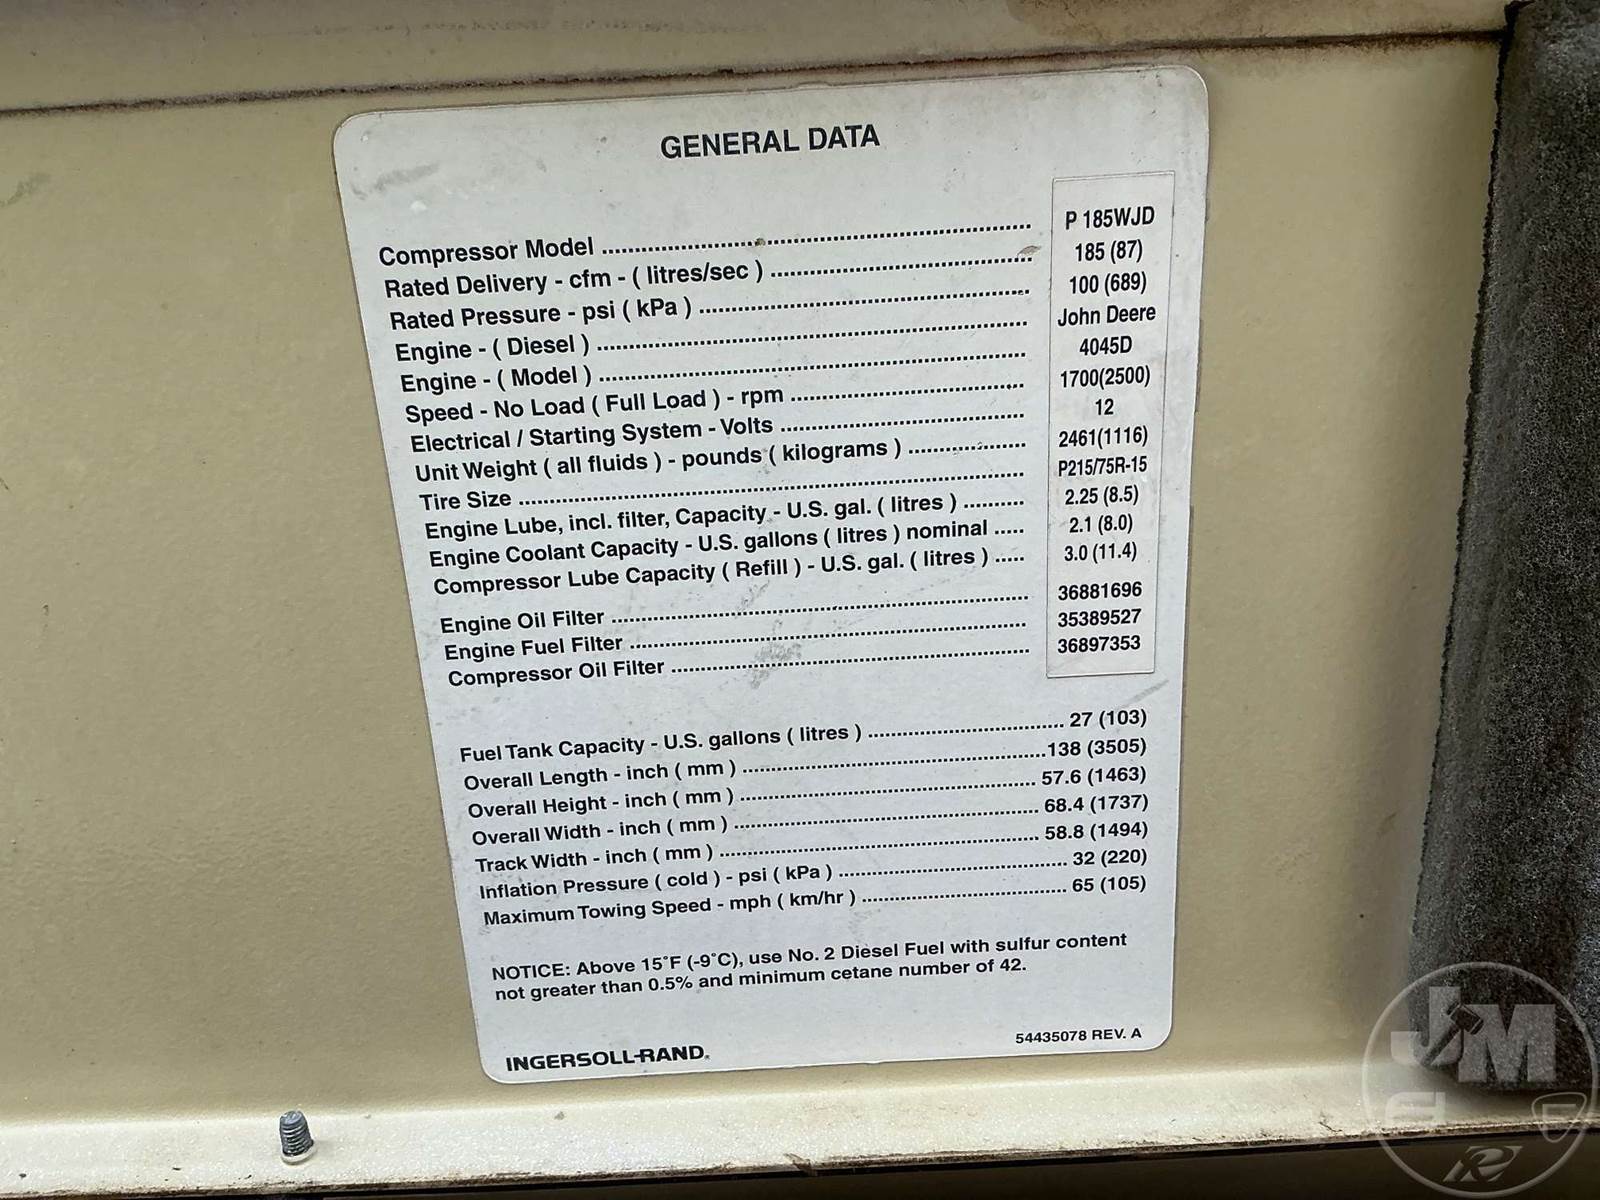 GENERAL DATA
Compressor Model ........ P 185WJD
Rated Delivery - cfm - ( litres/sec ) ........ 185 (87)
Rated Pressure - psi ( kPa ) ........ 100 (689)
Engine - ( Diesel ) ........ John Deere
Engine - ( Model ) ........ 4045D
Speed - No Load ( Full Load ) - rpm ........ 1700(2500)
Electrical / Starting System - Volts ........ 12
Unit Weight ( all fluids ) - pounds ( kilograms ) ........ 2461(1116)
Tire Size ........ P215/75R-15
Engine Lube, incl. filter, Capacity - U.S. gal. ( litres ) ........ 2.25 (8.5)
Engine Coolant Capacity - U.S. gallons ( litres ) nominal ..... 2.1 (8.0)
Compressor Lube Capacity ( Refill ) - U.S. gal. ( litres ) ..... 3.0 (11.4)
Engine Oil Filter ........ 36881696
Engine Fuel Filter ........ 35389527
Compressor Oil Filter ........ 36897353
Fuel Tank Capacity - U.S. gallons ( litres ) ........ 27 (103)
Overall Length - inch ( mm ) ........ 138 (3505)
Overall Height - inch ( mm ) ........ 57.6 (1463)
Overall Width - inch ( mm ) ........ 68.4 (1737)
Track Width - inch ( mm ) ........ 58.8 (1494)
Inflation Pressure ( cold ) - psi ( kPa ) ........ 32 (220)
Maximum Towing Speed - mph ( km/hr ) ........ 65 (105)
NOTICE: Above 15°F (-9°C), use No. 2 Diesel Fuel with sulfur content
not greater than 0.5% and minimum cetane number of 42.
INGERSOLL-RAND®
54435078 REV. A
JM